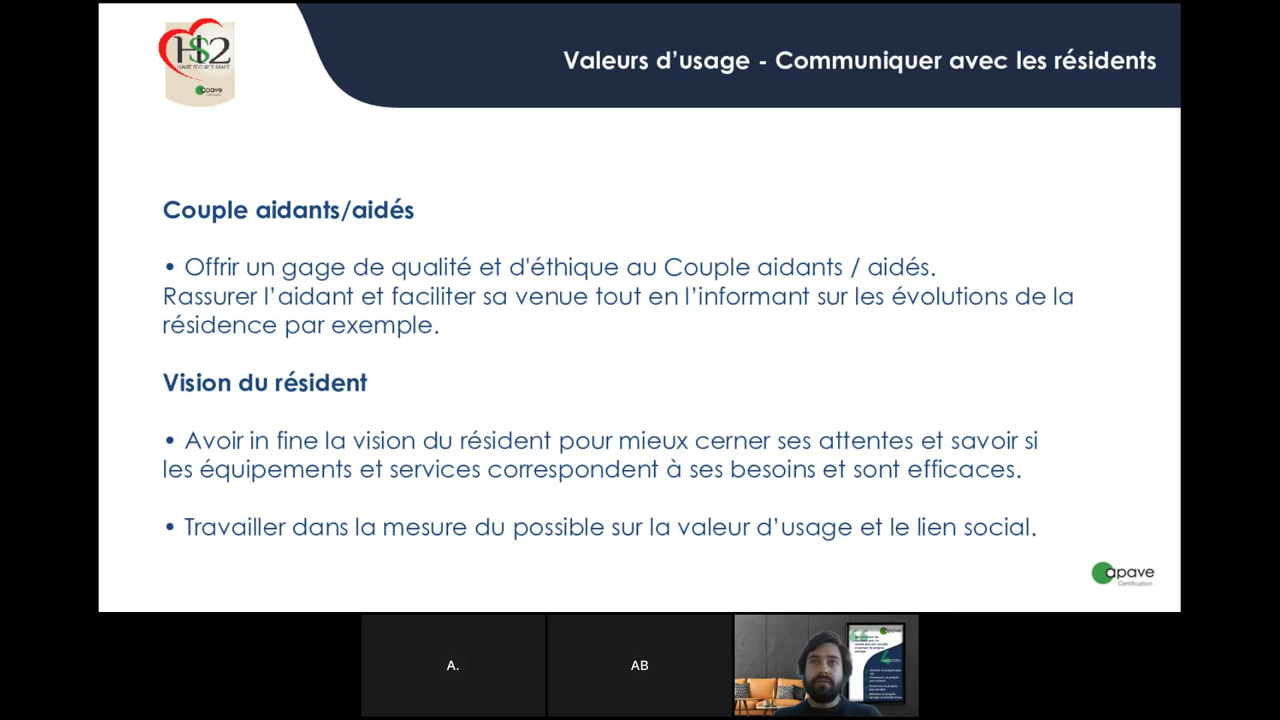 HS2
HAUTE SÉCURITÉ SANTÉ
apave
Valeurs d’usage - Communiquer avec les résidents
Couple aidants/aidés
• Offrir un gage de qualité et d'éthique au Couple aidants / aidés.
Rassurer l’aidant et faciliter sa venue tout en l’informant sur les évolutions de la
résidence par exemple.
Vision du résident
• Avoir in fine la vision du résident pour mieux cerner ses attentes et savoir si
les équipements et services correspondent à ses besoins et sont efficaces.
• Travailler dans la mesure du possible sur la valeur d’usage et le lien social.
apave
Certification
A.
AB
apave